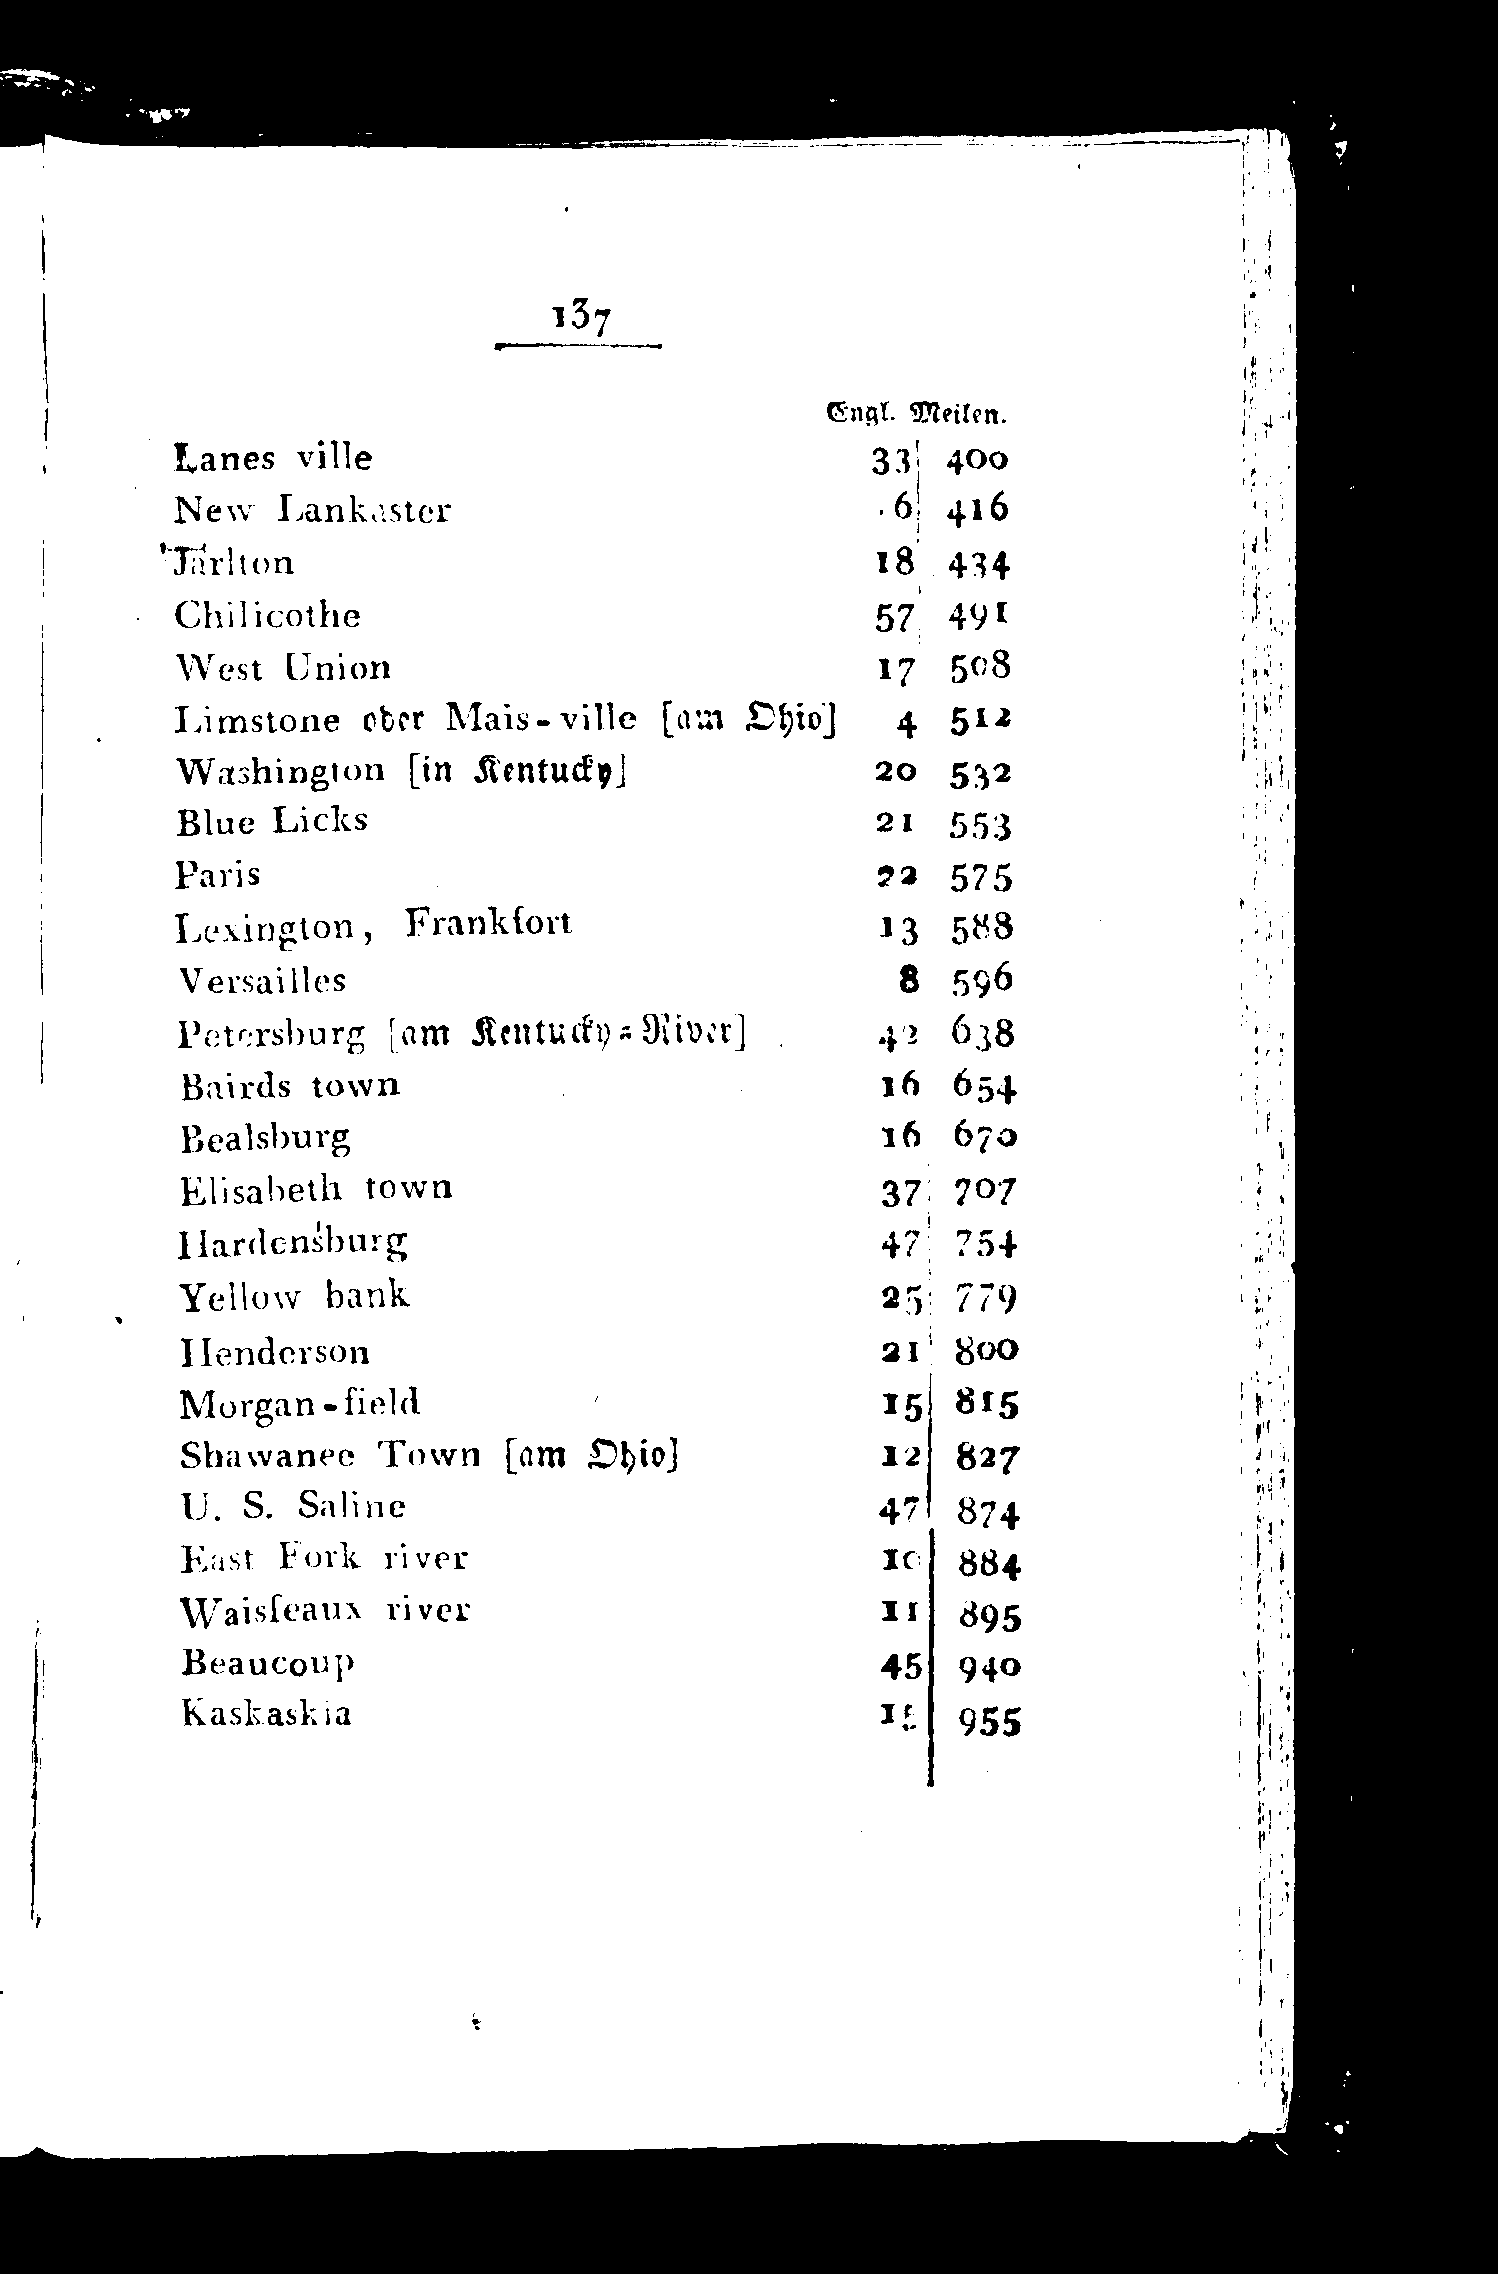 137
Engl. Meilen.
Lanes ville 33 400
New Lankaster 6 416
Tarlton 18 434
Chilicothe 57 491
West Union 17 508
Limstone oder Mais-ville [am Ohio] 4 512
Washington [in Kentucky] 20 532
Blue Licks 21 553
Paris 22 575
Lexington, Frankfort 13 588
Versailles 8 596
Petersburg [am Kentucky-River] 42 638
Bairds town 16 654
Bealsburg 16 670
Elisabeth town 37 707
Hardensburg 47 754
Yellow bank 25 779
Henderson 21 800
Morgan-field 15 815
Shawanee Town [am Ohio] 12 827
U. S. Saline 47 874
East Fork river 10 884
Waisſeaux river 11 895
Beaucoup 45 940
Kaskaskia 15 955